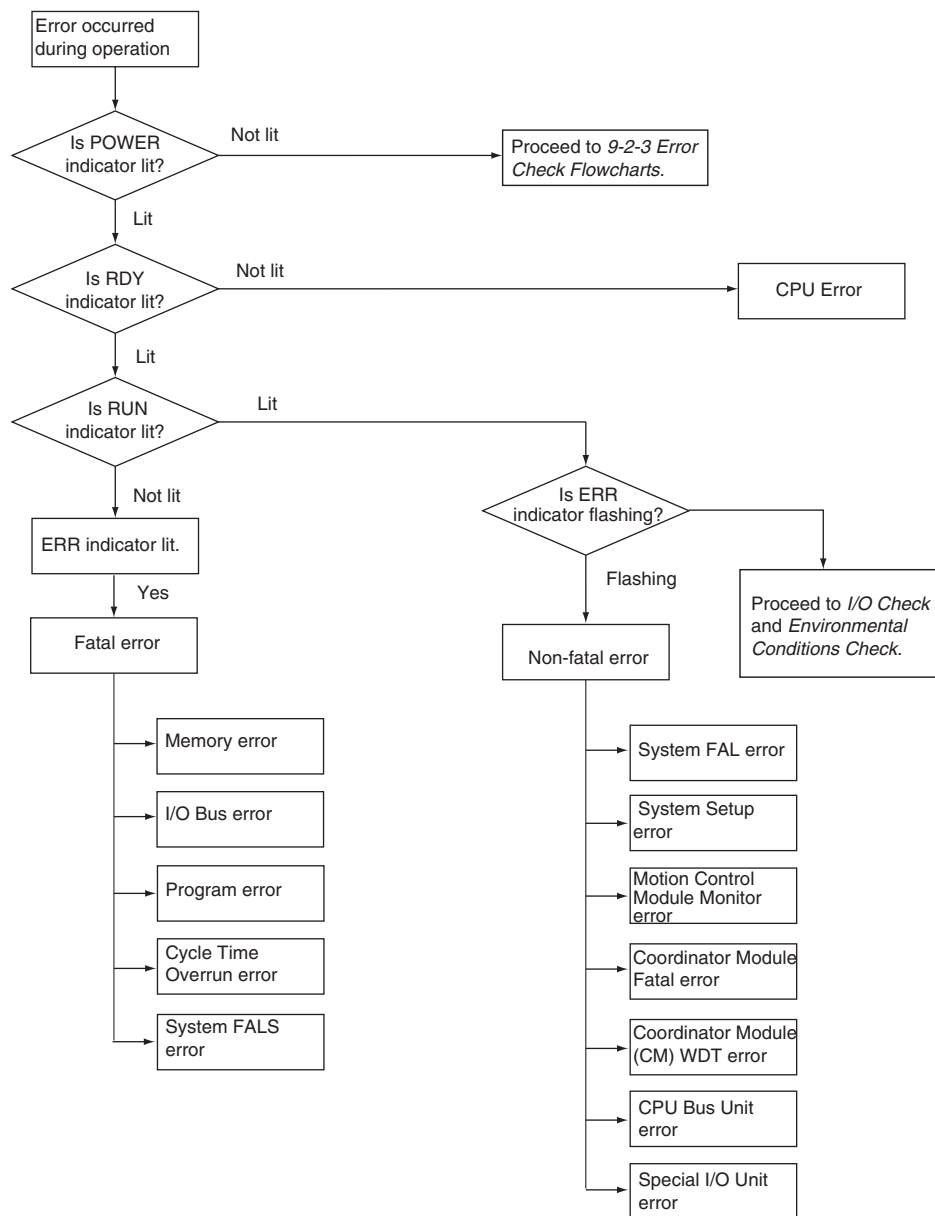 Error occurred
during operation
Is POWER
indicator lit?
Not lit
Proceed to 9-2-3 Error
Check Flowcharts.
Lit
Is RDY
indicator lit?
Not lit
CPU Error
Lit
Is RUN
indicator lit?
Lit
Not lit
Is ERR
indicator flashing?
ERR indicator lit.
Flashing
Yes
Proceed to I/O Check
and Environmental
Conditions Check.
Fatal error
Non-fatal error
Memory error
I/O Bus error
Program error
Cycle Time
Overrun error
System FALS
error
System FAL error
System Setup
error
Motion Control
Module Monitor
error
Coordinator Module
Fatal error
Coordinator Module
(CM) WDT error
CPU Bus Unit
error
Special I/O Unit
error